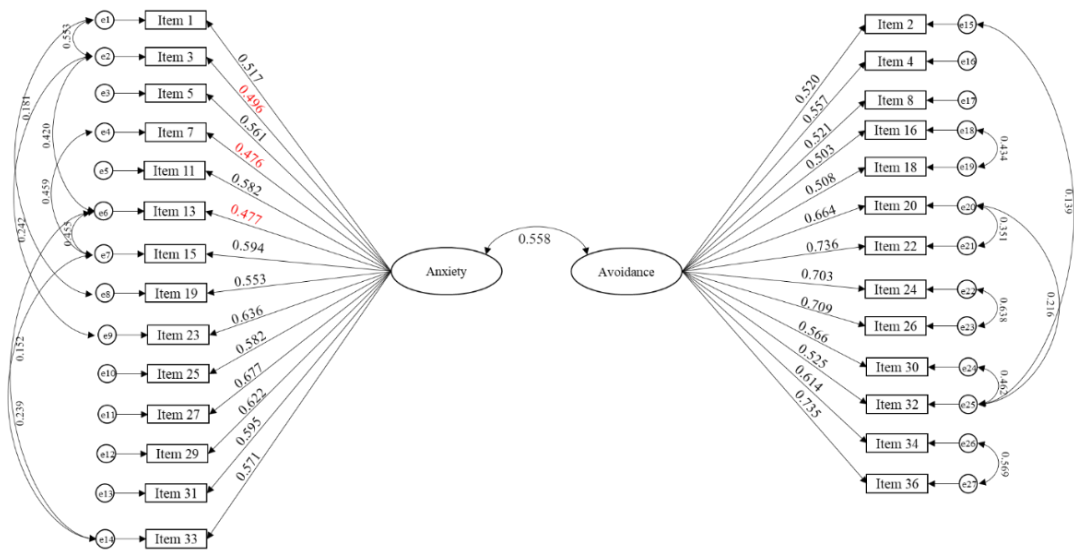 e1 Item 1
0.553
e2 Item 3
e3 Item 5
0.181
e4 Item 7
0.420
e5 Item 11
0.459
e6 Item 13
0.242
0.455
e7 Item 15
e8 Item 19
e9 Item 23
0.152
e10 Item 25
0.239
e11 Item 27
e12 Item 29
e13 Item 31
e14 Item 33
0.517
0.496
0.561
0.476
0.582
0.477
0.594
0.553
0.636
0.582
0.677
0.622
0.595
0.571
Anxiety
0.558
Avoidance
0.520
0.557
0.521
0.503
0.508
0.664
0.736
0.703
0.709
0.566
0.525
0.614
0.735
Item 2 e15
Item 4 e16
Item 8 e17
Item 16 e18
0.434
Item 18 e19
0.139
Item 20 e20
0.351
Item 22 e21
Item 24 e22
0.638
0.216
Item 26 e23
Item 30 e24
0.462
Item 32 e25
Item 34 e26
0.569
Item 36 e27